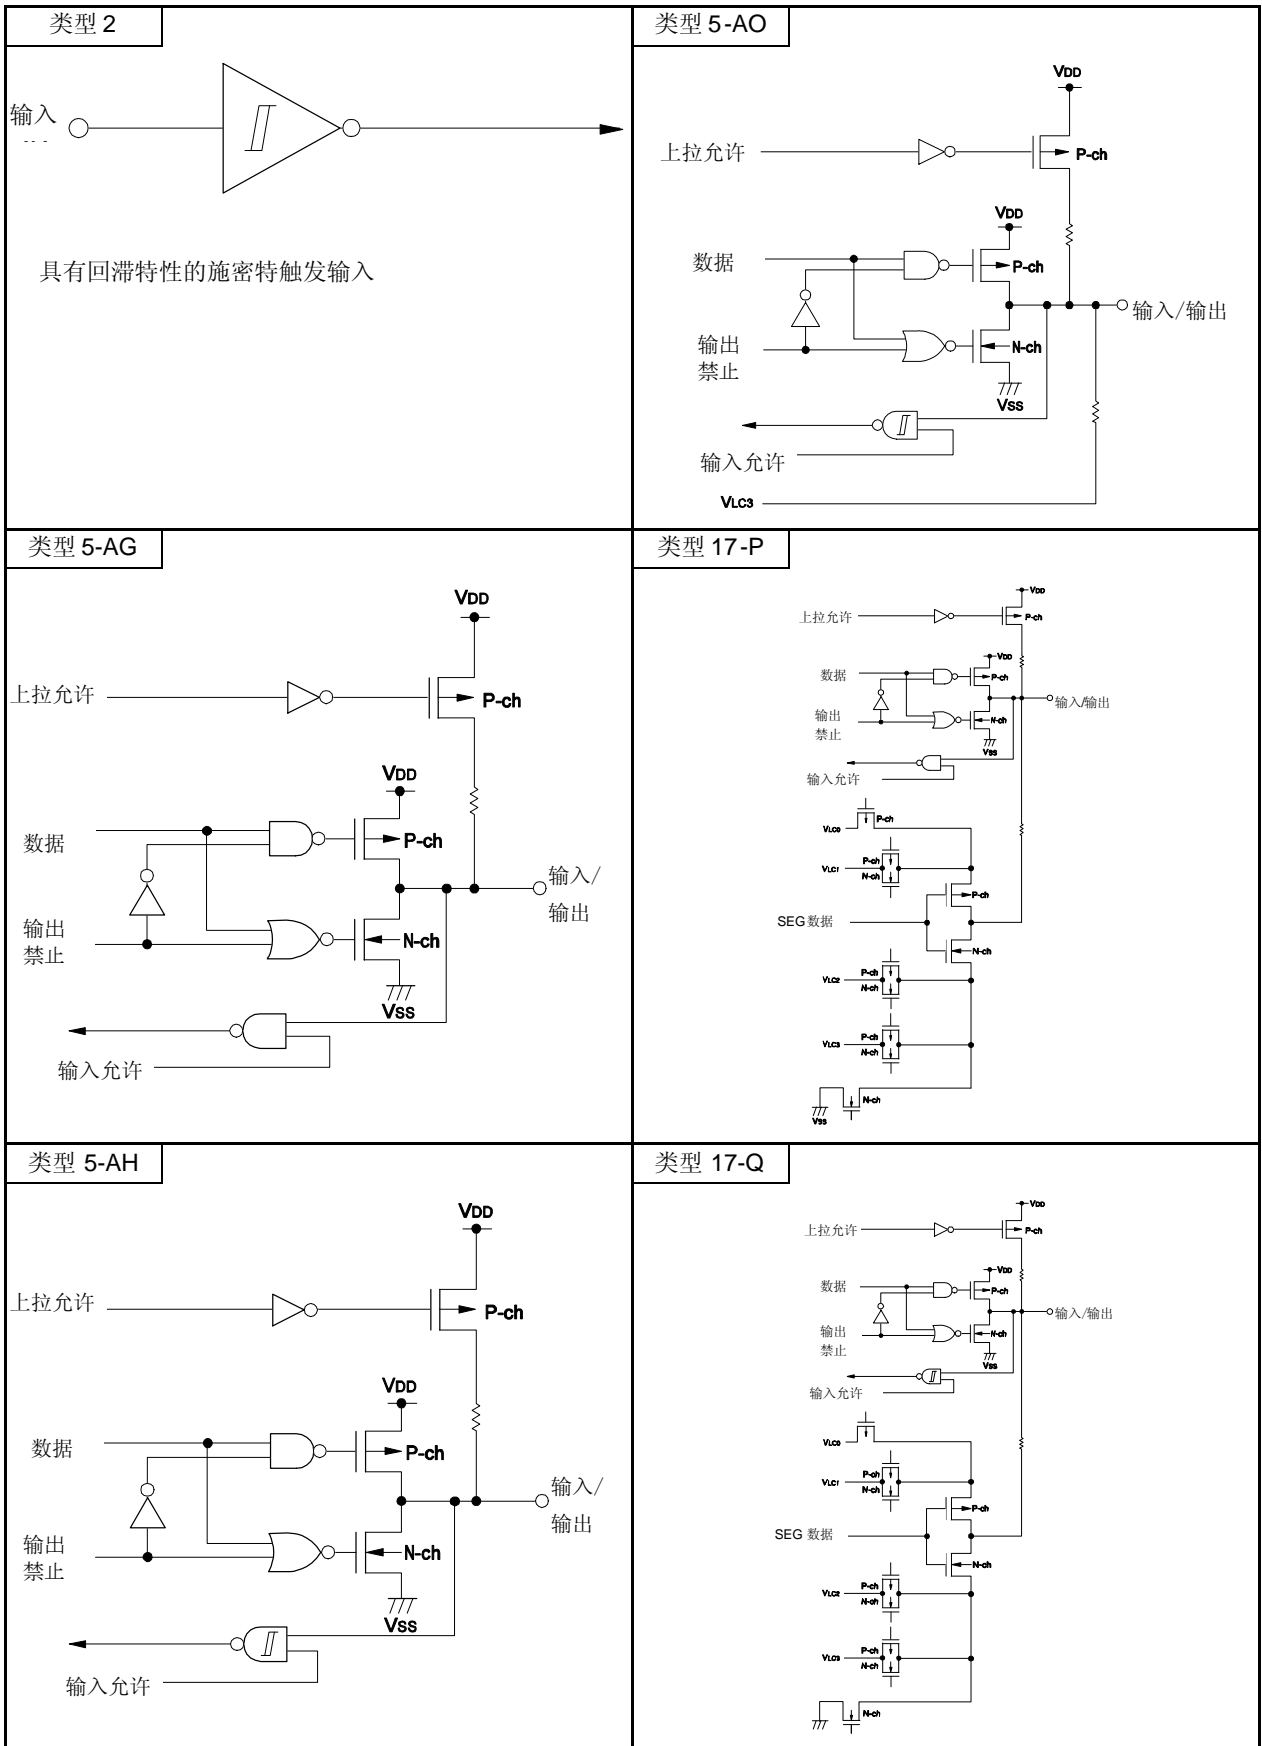 类型 2
输入
具有回滞特性的施密特触发输入
类型 5-AO
VDD
上拉允许
P-ch
VDD
数据
P-ch
输入/输出
输出
禁止
N-ch
VSS
输入允许
VLC3
类型 5-AG
VDD
上拉允许
P-ch
VDD
数据
P-ch
输入/
输出
输出
禁止
N-ch
VSS
输入允许
类型 17-P
VDD
上拉允许
P-ch
VDD
数据
P-ch
输入/输出
输出
禁止
N-ch
VSS
输入允许
P-ch
VLC0
P-ch
VLC1
N-ch
P-ch
SEG 数据
N-ch
P-ch
VLC2
N-ch
P-ch
VLC3
N-ch
N-ch
VSS
类型 5-AH
VDD
上拉允许
P-ch
VDD
数据
P-ch
输入/
输出
输出
禁止
N-ch
VSS
输入允许
类型 17-Q
VDD
上拉允许
P-ch
VDD
数据
P-ch
输入/输出
输出
禁止
N-ch
VSS
输入允许
VLC0
P-ch
VLC1
N-ch
P-ch
SEG 数据
N-ch
P-ch
VLC2
N-ch
P-ch
VLC3
N-ch
N-ch